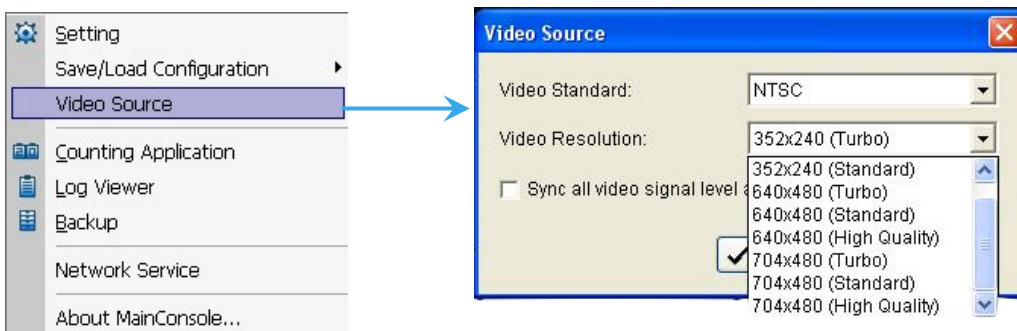 Setting
Save/Load Configuration
Video Source
Counting Application
Log Viewer
Backup
Network Service
About MainConsole...
Video Source
Video Standard:
NTSC
Video Resolution:
352x240 (Turbo)
352x240 (Standard)
640x480 (Turbo)
640x480 (Standard)
640x480 (High Quality)
704x480 (Turbo)
704x480 (Standard)
704x480 (High Quality)
Sync all video signal level